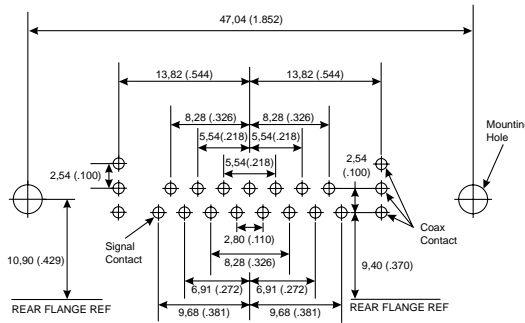 47,04 (1.852)
13,82 (.544)
13,82 (.544)
8,28 (.326)
8,28 (.326)
5,54(.218)
5,54(.218)
5,54(.218)
2,54 (.100)
2,54
(.100)
Mountin
Hole
Signal
Contact
Coax
Contact
2,80 (.110)
10,90 (.429)
8,28 (.326)
9,40 (.370)
6,91 (.272)
6,91 (.272)
REAR FLANGE REF
REAR FLANGE REF
9,68 (.381)
9,68 (.381)